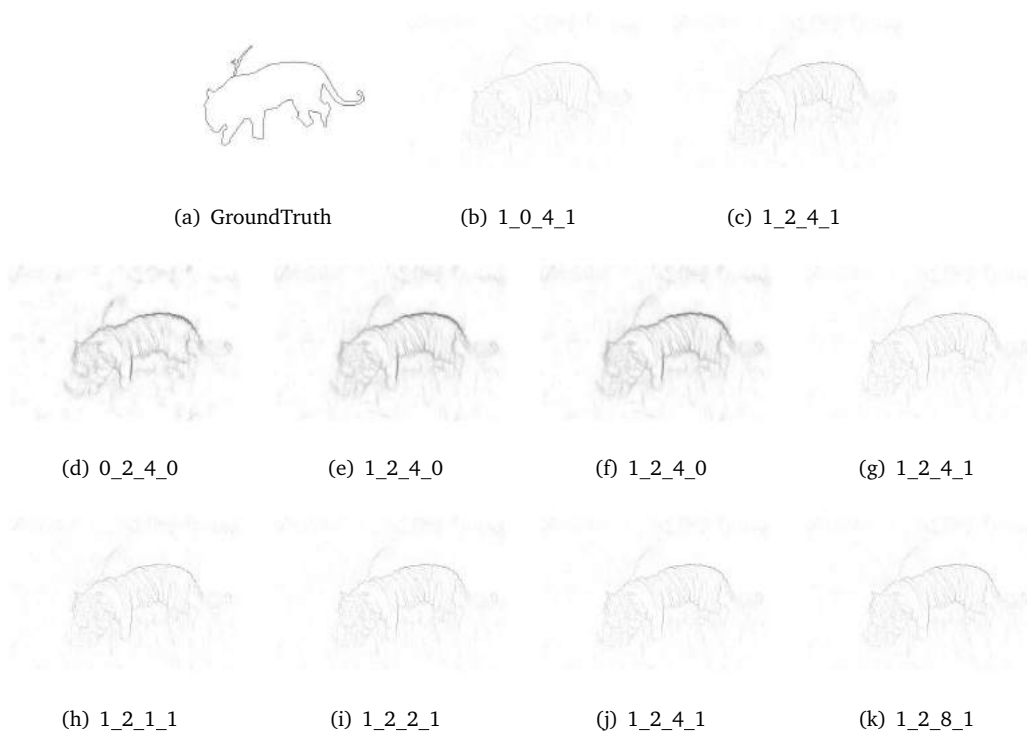 (a) GroundTruth
(b) 1_0_4_1
(c) 1_2_4_1
(d) 0_2_4_0
(e) 1_2_4_0
(f) 1_2_4_0
(g) 1_2_4_1
(h) 1_2_1_1
(i) 1_2_2_1
(j) 1_2_4_1
(k) 1_2_8_1